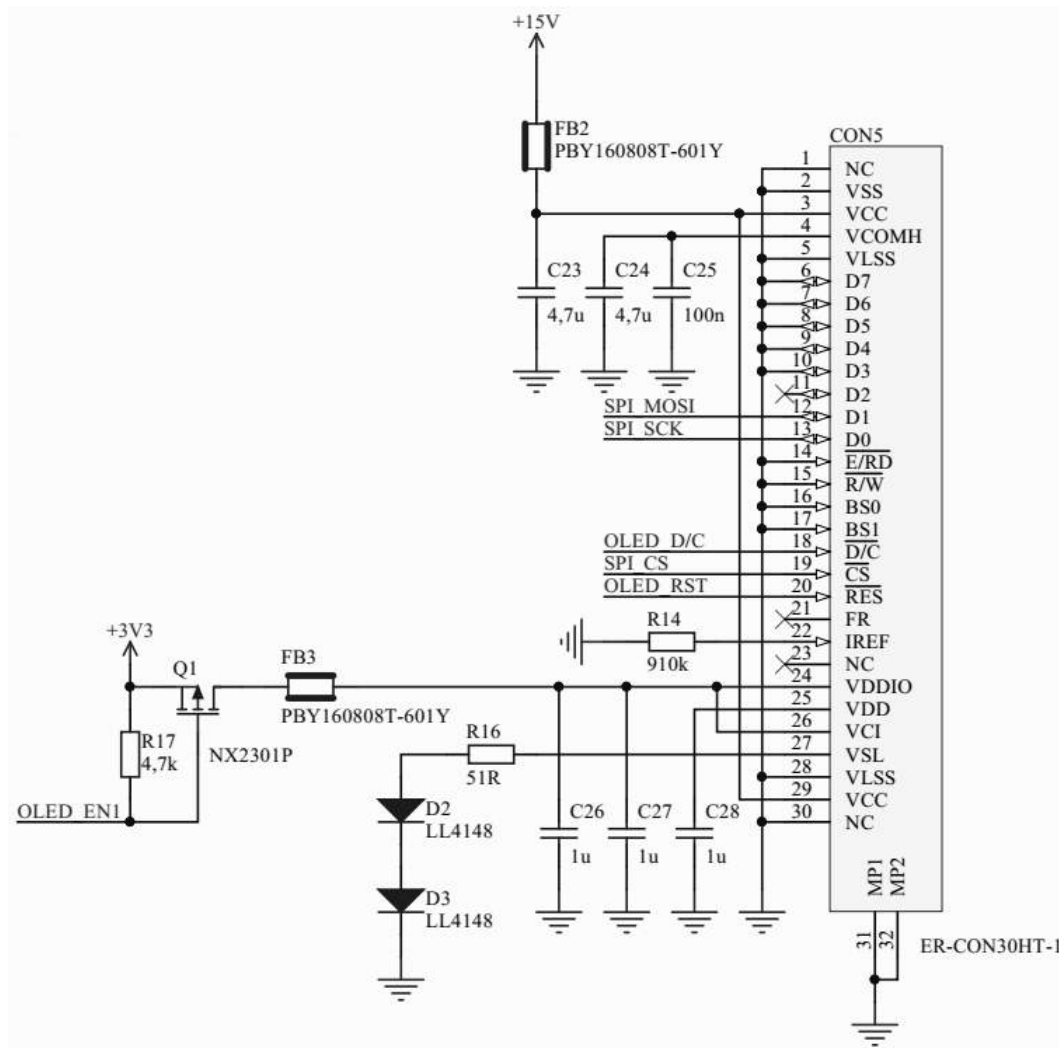 +15V
FB2
PBY160808T-601Y
CON5
1 NC
2 VSS
3 VCC
4 VCOMH
5 VLSS
C23 C24 C25
4,7u 4,7u 100n
6 D7
7 D6
8 D5
9 D4
10 D3
11 D2
SPI_MOSI 12 D1
SPI_SCK 13 D0
14 E/RD
15 R/W
16 BS0
17 BS1
OLED_D/C 18 D/C
SPI_CS 19 CS
OLED_RST 20 RES
21 FR
R14 22 IREF
910k
23 NC
+3V3
Q1
FB3
24 VDDIO
PBY160808T-601Y
25 VDD
26 VCI
R17
4,7k
NX2301P
R16 27 VSL
51R
28 VLSS
29 VCC
30 NC
OLED_EN1
D2
LL4148
C26 C27 C28
1u 1u 1u
D3
LL4148
MP1
MP2
31
32
ER-CON30HT-1